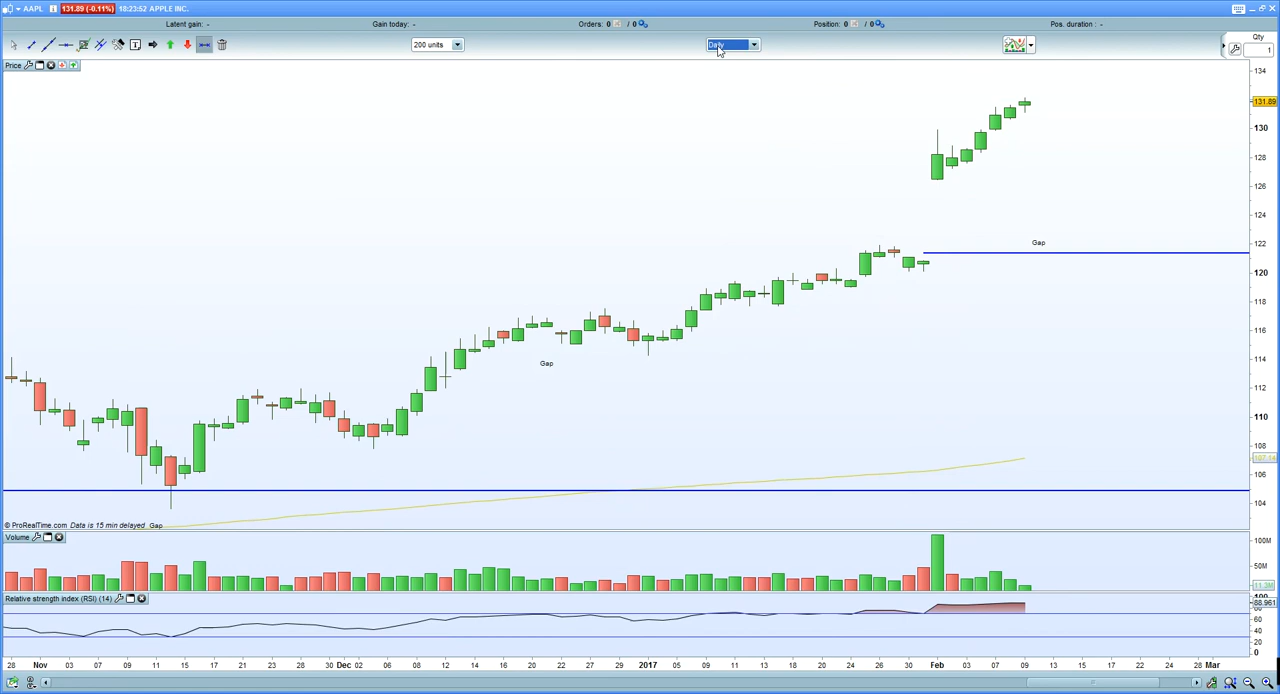 AAPL 131.89 (-0.11%) 18:23:52 APPLE INC.
Latent gain: - Gain today: - Orders: 0 / 0 Position: 0 / 0 Pos. duration : -
200 units Daily Qty
1
Price
134
131.89
130
128
126
124
Gap
122
120
118
116
114
Gap
112
110
108
107.14
106
104
© ProRealTime.com Data is 15 min delayed Gap
Volume
100M
50M
11.3M
Relative strength index (RSI) (14)
100
88.961
60
40
20
0
28 Nov 03 07 09 11 15 17 21 23 28 30 Dec 02 06 08 12 14 16 20 22 27 29 2017 05 09 11 13 18 20 24 26 30 Feb 03 07 09 13 15 17 22 24 28 Mar